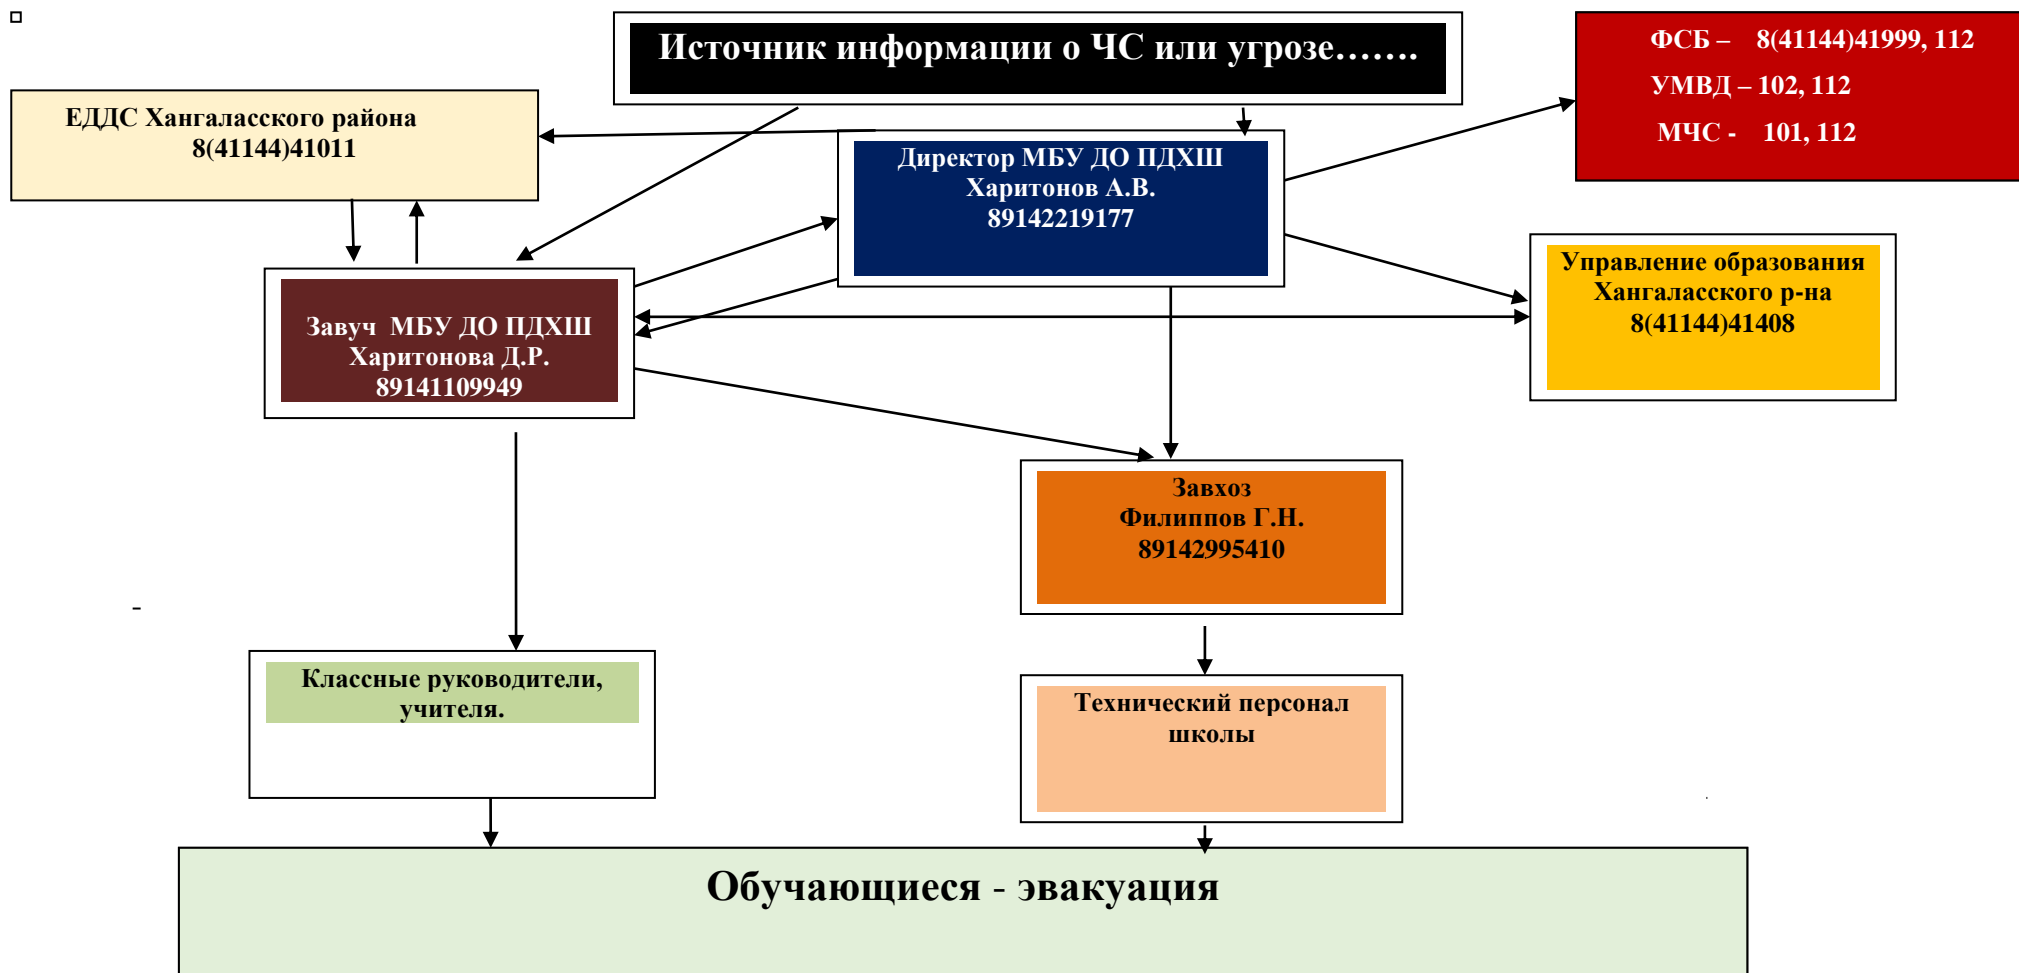 Источник информации о ЧС или угрозе…….
ФСБ – 8(41144)41999, 112
УМВД – 102, 112
МЧС - 101, 112
ЕДДС Хангаласского района
8(41144)41011
Директор МБУ ДО ПДХШ
Харитонов А.В.
89142219177
Управление образования
Хангаласского р-на
8(41144)41408
Завуч МБУ ДО ПДХШ
Харитонова Д.Р.
89141109949
Завхоз
Филиппов Г.Н.
89142995410
-
Классные руководители,
учителя.
Технический персонал
школы
Обучающиеся - эвакуация